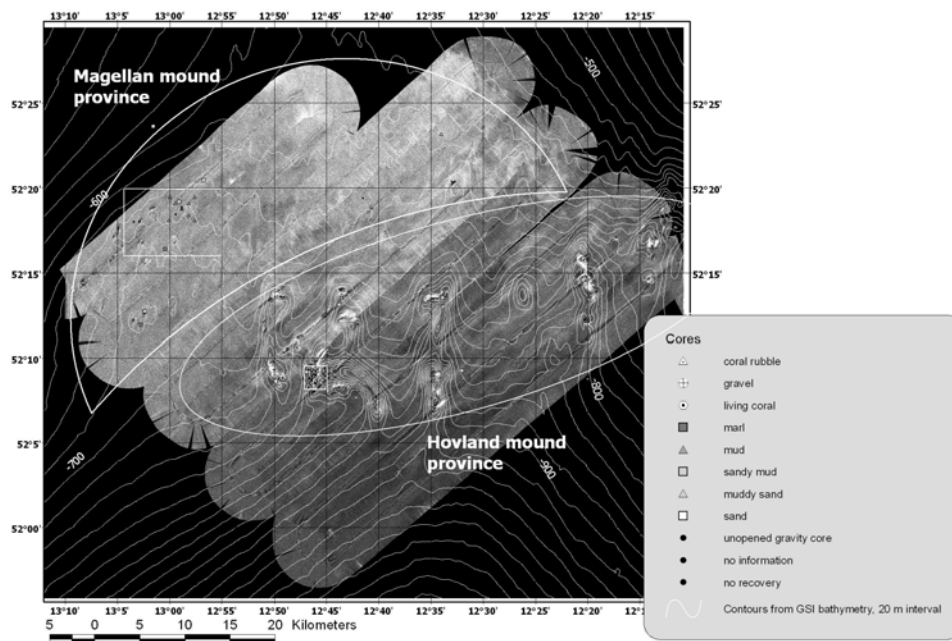 13°10' 13°05' 13°00' 12°55' 12°50' 12°45' 12°40' 12°35' 12°30' 12°25' 12°20' 12°15'
Magellan mound
province
-500
52°25' 52°25'
52°20' 52°20'
-600
52°15' 52°15'
52°10'
52°05'
52°00'
-700
-800
-900
Hovland mound
province
Cores
coral rubble
gravel
living coral
marl
mud
sandy mud
muddy sand
sand
unopened gravity core
no information
no recovery
Contours from GSI bathymetry, 20 m interval
13°10' 13°05' 13°00' 12°55' 12°50' 12°45' 12°40' 12°35' 12°30' 12°25' 12°20' 12°15'
5 0 5 10 15 20 Kilometers